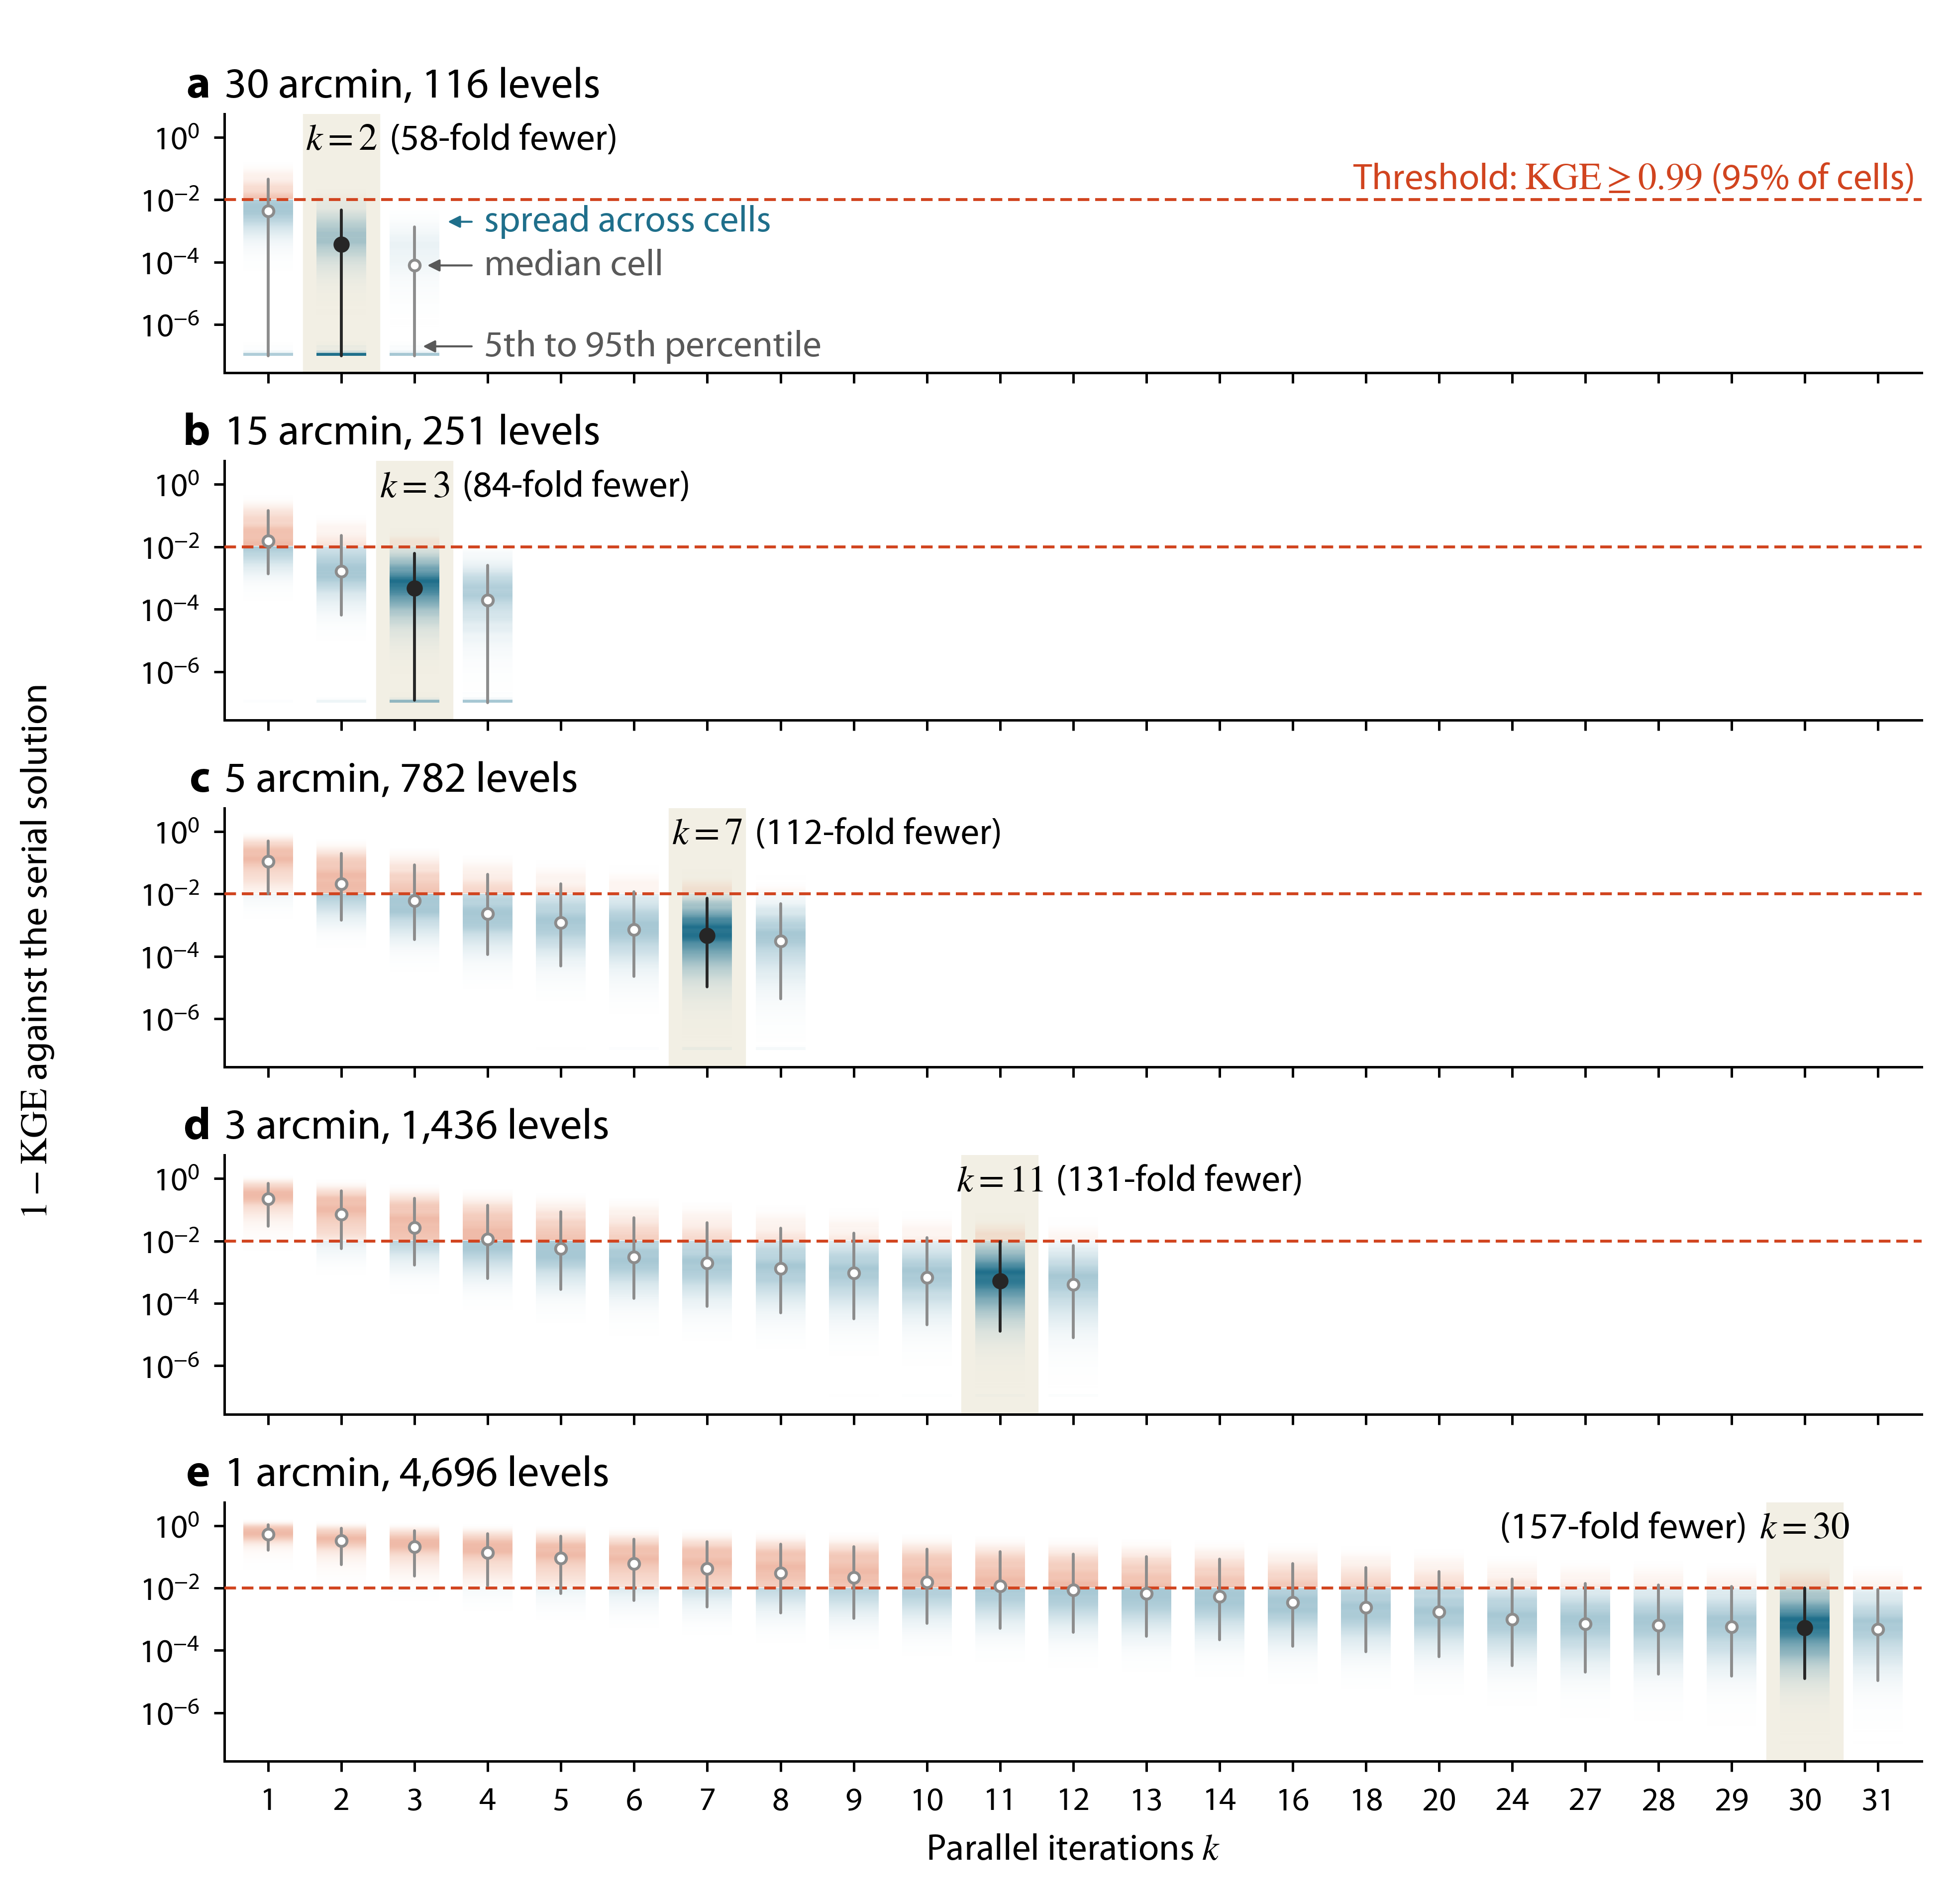 a 30 arcmin, 116 levels
10⁰
10⁻²
10⁻⁴
10⁻⁶
k = 2 (58-fold fewer)
Threshold: KGE ≥ 0.99 (95% of cells)
spread across cells
median cell
5th to 95th percentile
b 15 arcmin, 251 levels
10⁰
10⁻²
10⁻⁴
10⁻⁶
k = 3 (84-fold fewer)
c 5 arcmin, 782 levels
10⁰
10⁻²
10⁻⁴
10⁻⁶
k = 7 (112-fold fewer)
d 3 arcmin, 1,436 levels
10⁰
10⁻²
10⁻⁴
10⁻⁶
k = 11 (131-fold fewer)
e 1 arcmin, 4,696 levels
10⁰
10⁻²
10⁻⁴
10⁻⁶
(157-fold fewer) k = 30
1 2 3 4 5 6 7 8 9 10 11 12 13 14 16 18 20 24 27 28 29 30 31
Parallel iterations k
1 − KGE against the serial solution